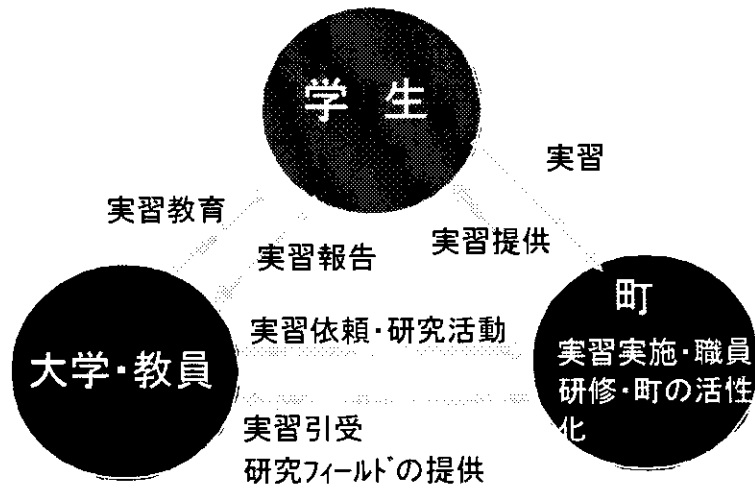 学 生
実習
実習教育
実習提供
実習報告
町
実習依頼・研究活動
大学・教員
実習実施・職員
研修・町の活性
化
実習引受
研究フィールドの提供